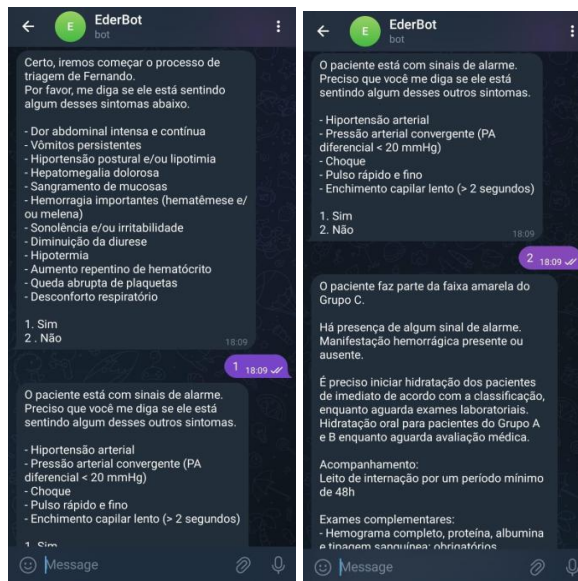 EderBot
E
bot
Certo, iremos começar o processo de
triagem de Fernando.
Por favor, me diga se ele está sentindo
algum desses sintomas abaixo.
- Dor abdominal intensa e contínua
- Vômitos persistentes
- Hiportensão postural e/ou lipotimia
- Hepatomegalia dolorosa
- Sangramento de mucosas
- Hemorragia importantes (hematêmese e/
ou melena)
- Sonolência e/ou irritabilidade
- Diminuição da diurese
- Hipotermia
- Aumento repentino de hematócrito
- Queda abrupta de plaquetas
- Desconforto respiratório
1. Sim
2 . Não
18:09
1 18:09
O paciente está com sinais de alarme.
Preciso que você me diga se ele está
sentindo algum desses outros sintomas.
- Hiportensão arterial
- Pressão arterial convergente (PA
diferencial < 20 mmHg)
- Choque
- Pulso rápido e fino
- Enchimento capilar lento (> 2 segundos)
1. Sim
Message
EderBot
E
bot
O paciente está com sinais de alarme.
Preciso que você me diga se ele está
sentindo algum desses outros sintomas.
- Hiportensão arterial
- Pressão arterial convergente (PA
diferencial < 20 mmHg)
- Choque
- Pulso rápido e fino
- Enchimento capilar lento (> 2 segundos)
1. Sim
2. Não
18:09
2 18:09
O paciente faz parte da faixa amarela do
Grupo C.
Há presença de algum sinal de alarme.
Manifestação hemorrágica presente ou
ausente.
É preciso iniciar hidratação dos pacientes
de imediato de acordo com a classificação,
enquanto aguarda exames laboratoriais.
Hidratação oral para pacientes do Grupo A
e B enquanto aguarda avaliação médica.
Acompanhamento:
Leito de internação por um período mínimo
de 48h
Exames complementares:
- Hemograma completo, proteína, albumina
e tipagem sanguínea: obrigatórios
Message